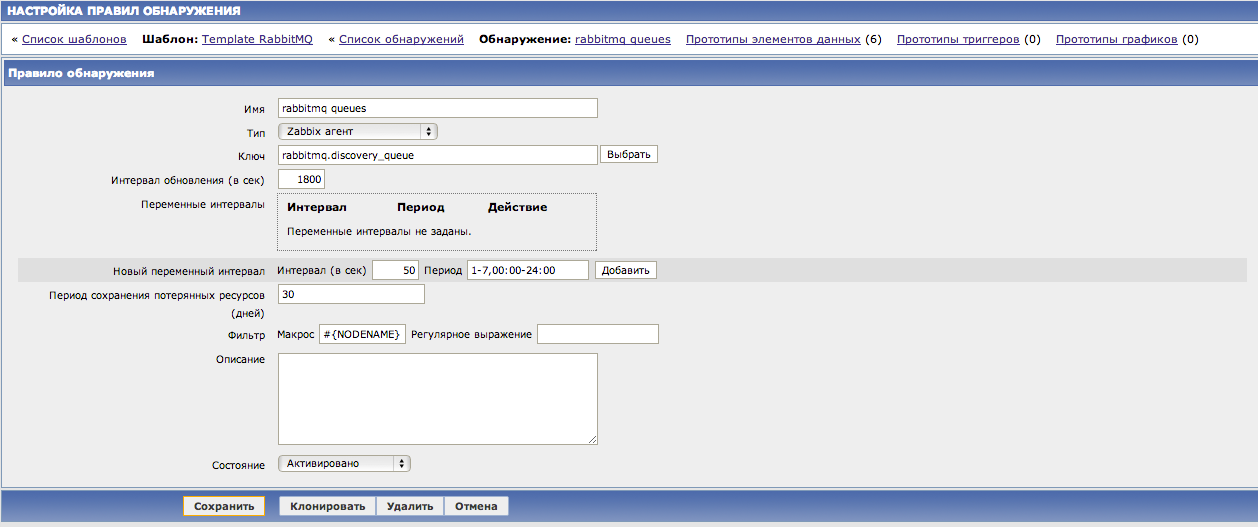 НАСТРОЙКА ПРАВИЛ ОБНАРУЖЕНИЯ
« Список шаблонов Шаблон: Template RabbitMQ « Список обнаружений Обнаружение: rabbitmq queues Прототипы элементов данных (6) Прототипы триггеров (0) Прототипы графиков (0)
Правило обнаружения
Имя rabbitmq queues
Тип Zabbix агент
Ключ rabbitmq.discovery_queue Выбрать
Интервал обновления (в сек) 1800
Переменные интервалы Интервал Период Действие
Переменные интервалы не заданы.
Новый переменный интервал Интервал (в сек) 50 Период 1-7,00:00-24:00 Добавить
Период сохранения потерянных ресурсов 30
(дней)
Фильтр Макрос #{NODENAME} Регулярное выражение
Описание
Состояние Активировано
Сохранить Клонировать Удалить Отмена